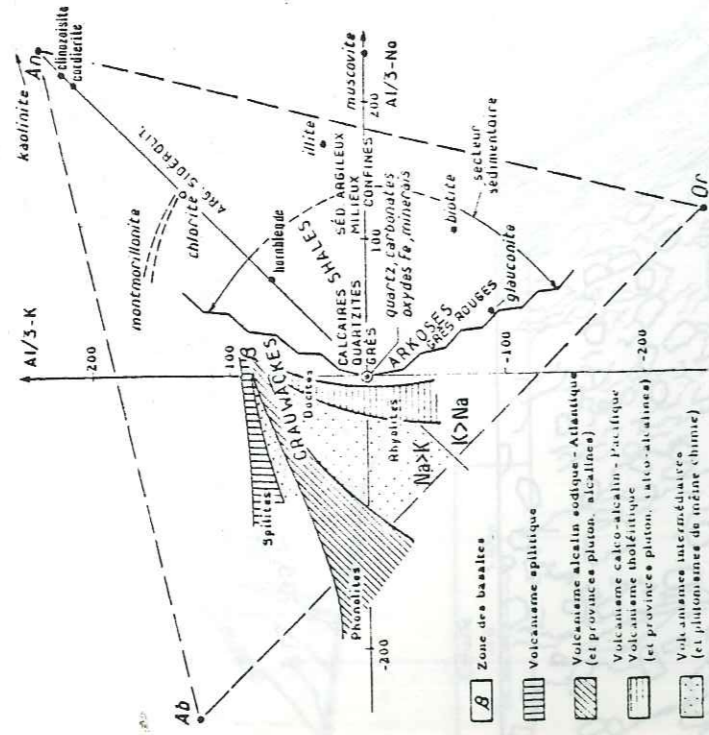 Al/3-K
kaolinite
An
clinozoisite
cordierite
200
montmorillonite
chlorite
ARG. SIDÉROLIT.
illite
muscovite
Al/3-Na
200
hornblende
SHALES
SÉD ARGILEUX
MILIEUX
CONFINÉS
100
100
β
CALCAIRES
QUARTZITES
GRÈS
quartz, carbonates
oxydes Fe, minerais
biotite
secteur
sédimentaire
ARKOSES
GRÈS ROUGES
glauconite
Or
-100
-200
GRAUWACKES
Dacites
Rhyolites
K>Na
Na>K
Spilites
Phonolites
-200
Ab
β Zone des basaltes
Volcanisme spilitique
Volcanisme alcalin sodique - Atlantique
(et provinces pluton. alcalines)
Volcanisme calco-alcalin - Pacifique
Volcanisme tholéitique
(et provinces pluton. calco-alcalines)
Volcanismes intermédiaires
(et plutonismes de même chimie)